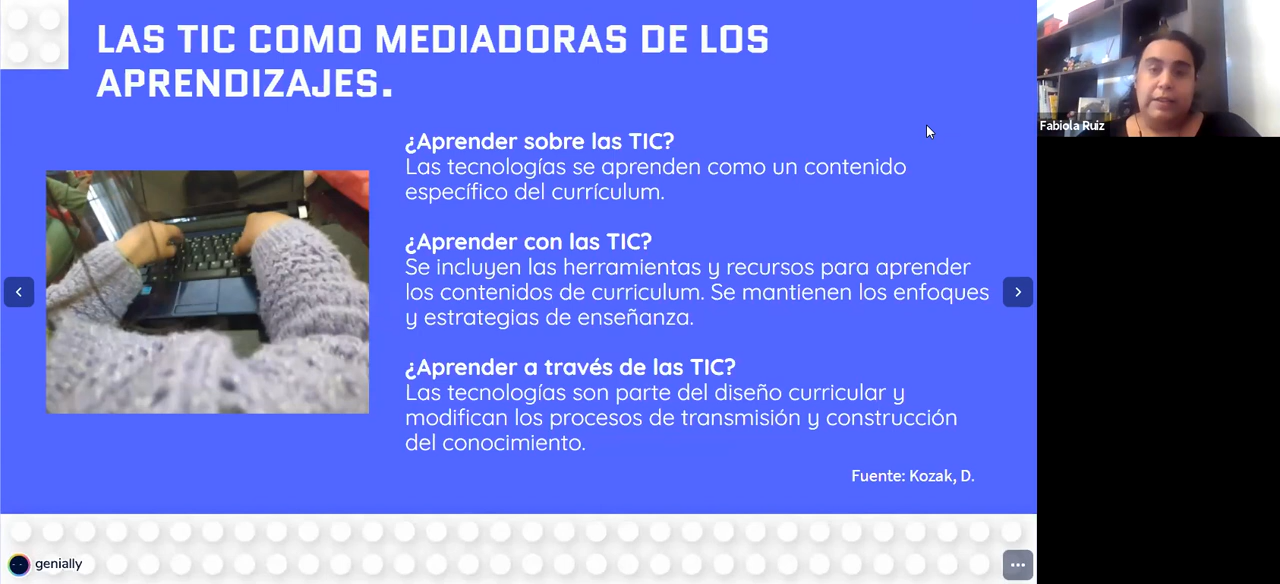 LAS TIC COMO MEDIADORAS DE LOS
APRENDIZAJES.
¿Aprender sobre las TIC?
Las tecnologías se aprenden como un contenido
específico del currículum.
¿Aprender con las TIC?
Se incluyen las herramientas y recursos para aprender
los contenidos de curriculum. Se mantienen los enfoques
y estrategias de enseñanza.
¿Aprender a través de las TIC?
Las tecnologías son parte del diseño curricular y
modifican los procesos de transmisión y construcción
del conocimiento.
Fuente: Kozak, D.
genially
Fabiola Ruiz